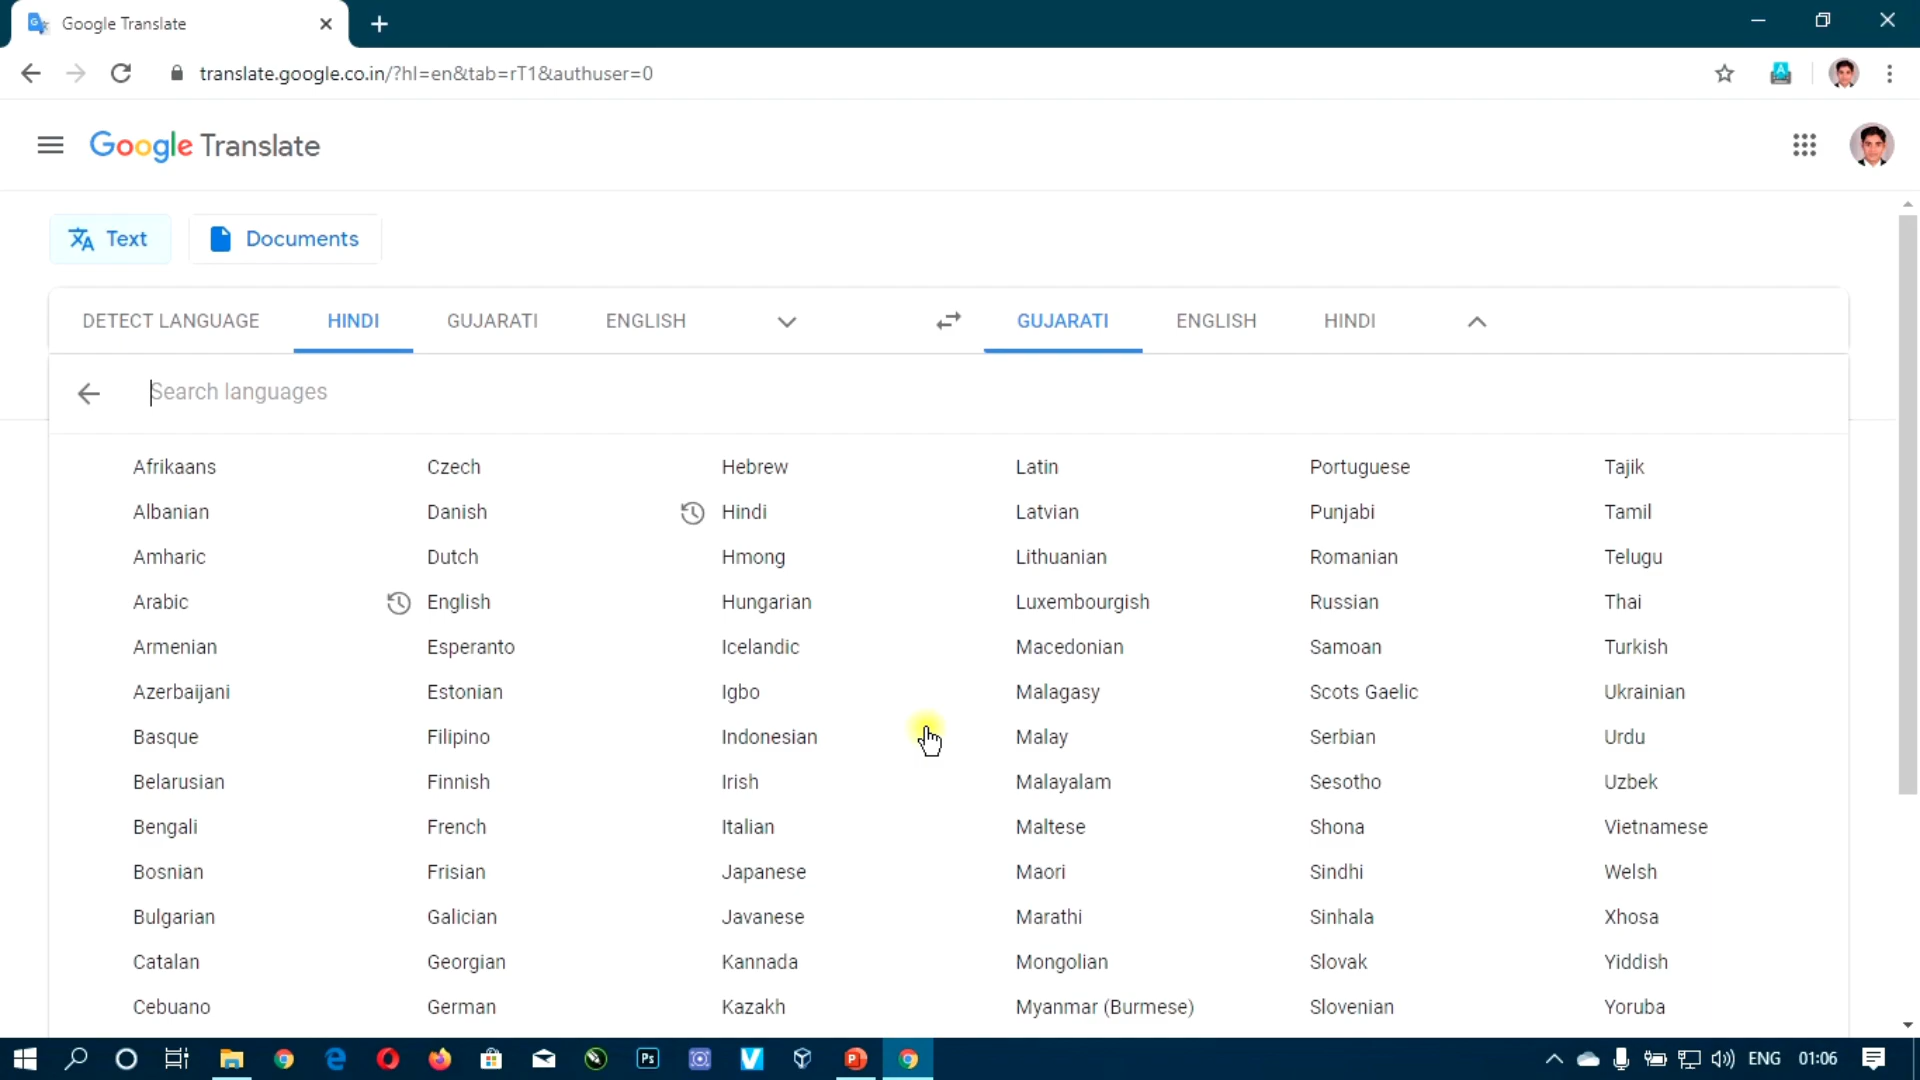 Google Translate
translate.google.co.in/?hl=en&tab=rT1&authuser=0
Google Translate
Text Documents
DETECT LANGUAGE HINDI GUJARATI ENGLISH GUJARATI ENGLISH HINDI
Search languages
Afrikaans Czech Hebrew Latin Portuguese Tajik
Albanian Danish Hindi Latvian Punjabi Tamil
Amharic Dutch Hmong Lithuanian Romanian Telugu
Arabic English Hungarian Luxembourgish Russian Thai
Armenian Esperanto Icelandic Macedonian Samoan Turkish
Azerbaijani Estonian Igbo Malagasy Scots Gaelic Ukrainian
Basque Filipino Indonesian Malay Serbian Urdu
Belarusian Finnish Irish Malayalam Sesotho Uzbek
Bengali French Italian Maltese Shona Vietnamese
Bosnian Frisian Japanese Maori Sindhi Welsh
Bulgarian Galician Javanese Marathi Sinhala Xhosa
Catalan Georgian Kannada Mongolian Slovak Yiddish
Cebuano German Kazakh Myanmar (Burmese) Slovenian Yoruba
Ps ENG 01:06